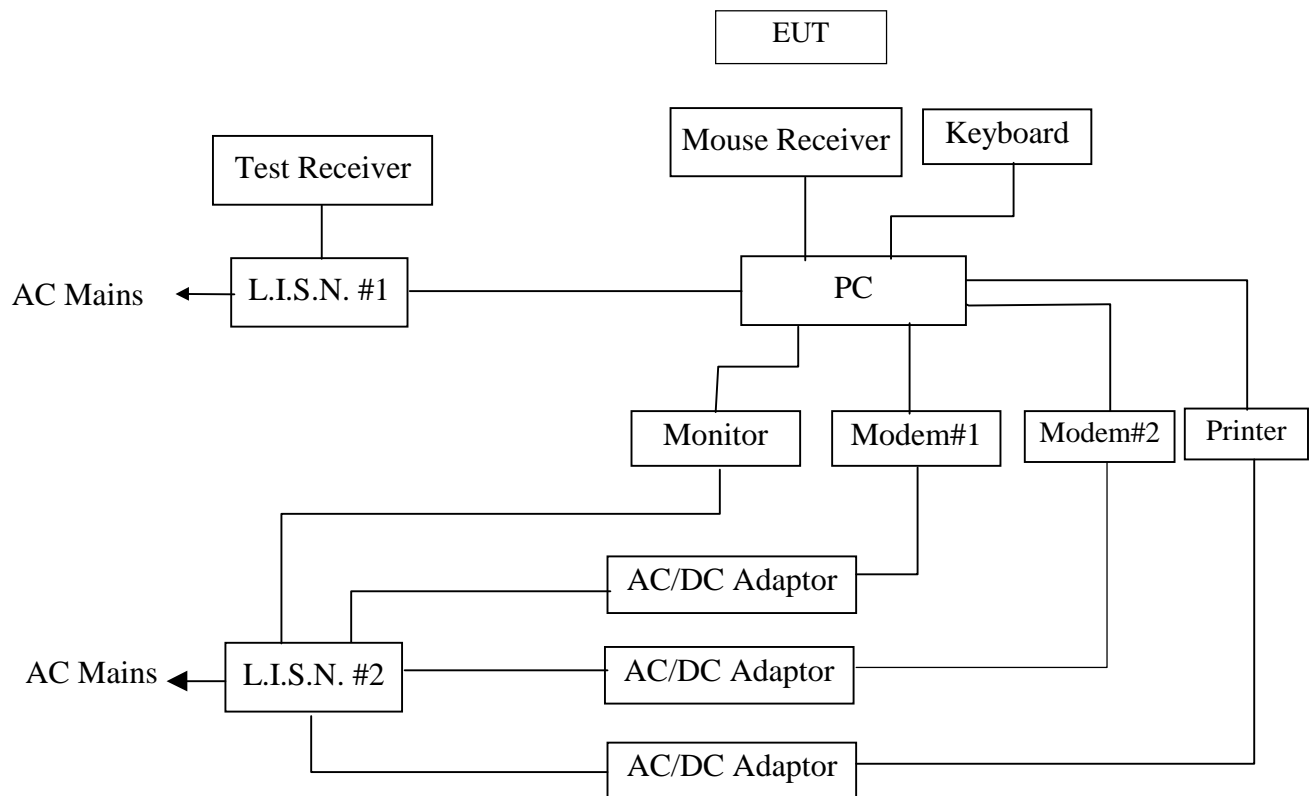 EUT
Mouse Receiver
Keyboard
Test Receiver
AC Mains
L.I.S.N. #1
PC
Monitor
Modem#1
Modem#2
Printer
AC/DC Adaptor
AC Mains
L.I.S.N. #2
AC/DC Adaptor
AC/DC Adaptor